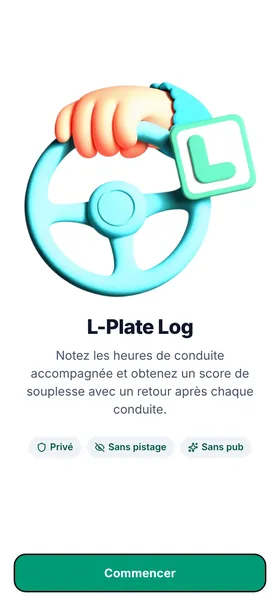 L
L-Plate Log
Notez les heures de conduite
accompagnée et obtenez un score de
souplesse avec un retour après chaque
conduite.
Privé Sans pistage Sans pub
Commencer